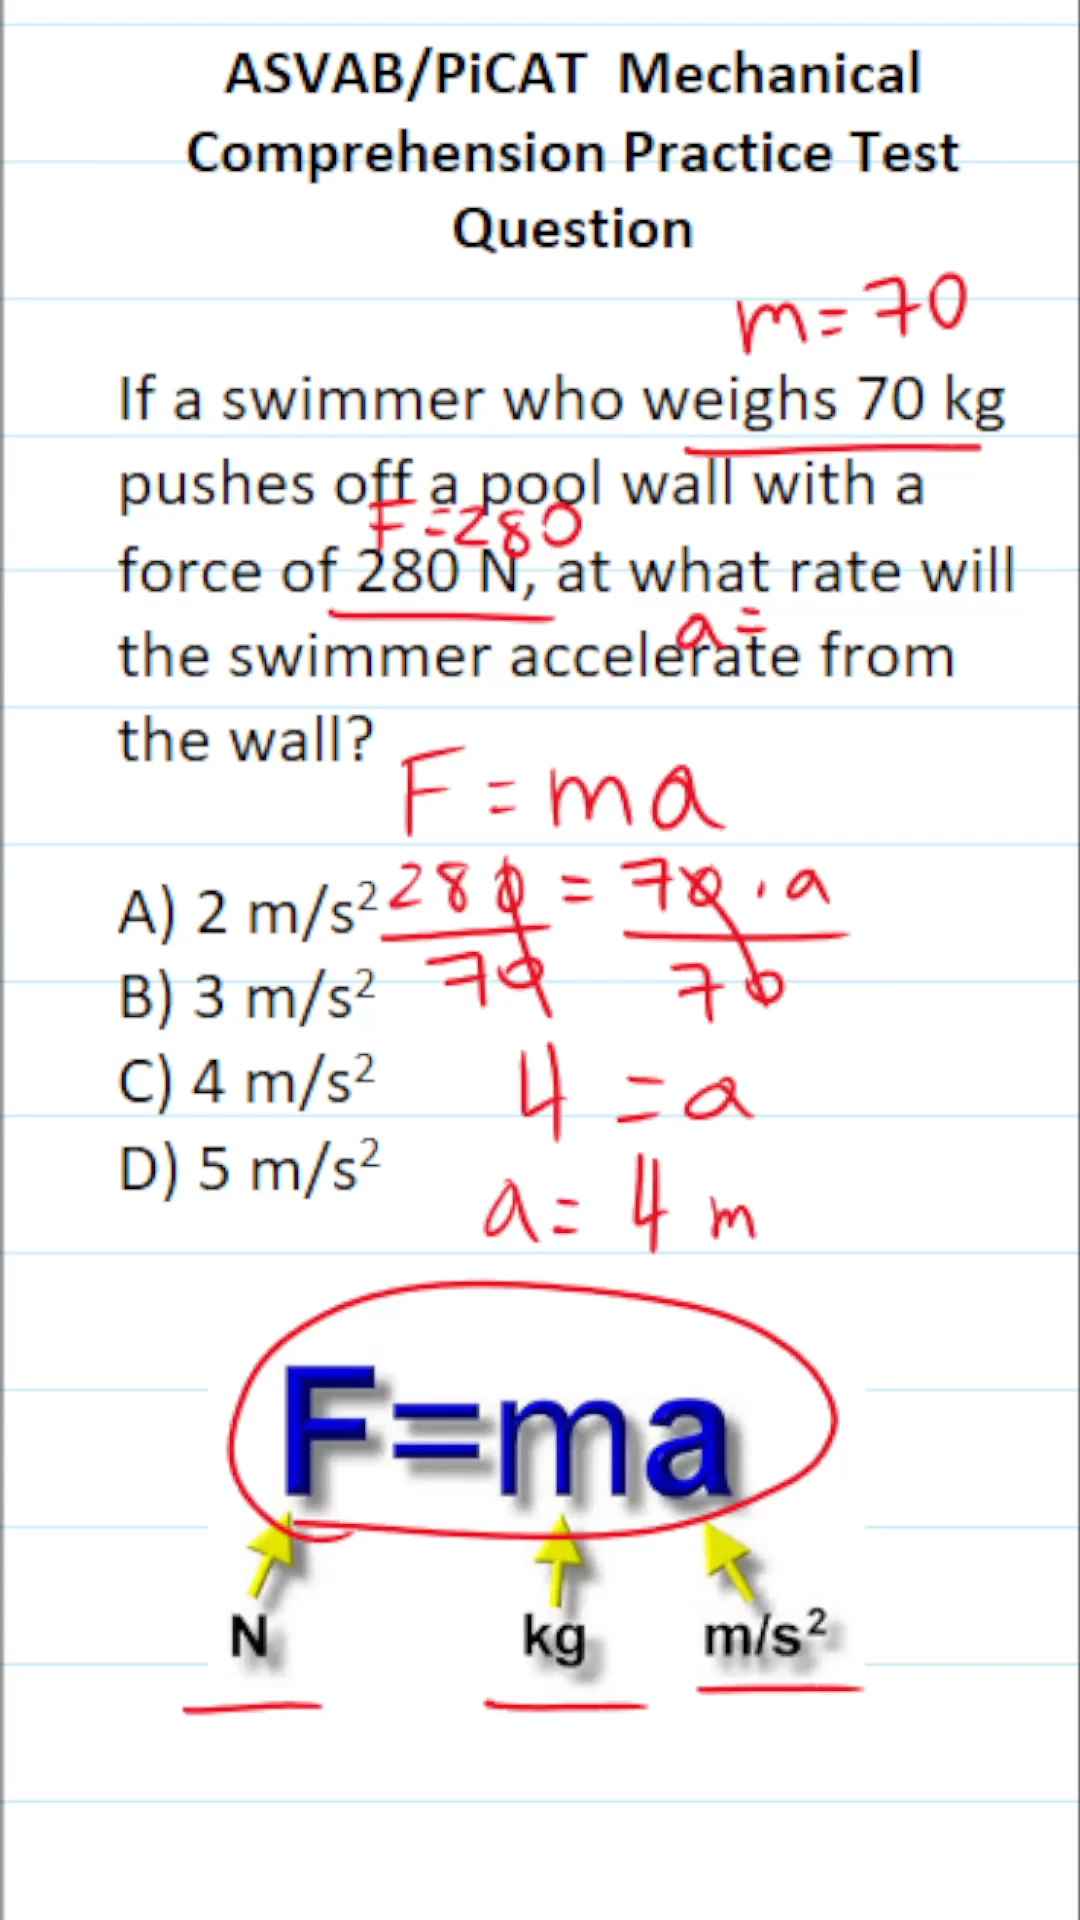 ASVAB/PiCAT Mechanical
Comprehension Practice Test
Question
m=70
If a swimmer who weighs 70 kg
pushes off a pool wall with a
F=280
force of 280 N, at what rate will
a=
the swimmer accelerate from
the wall?
F=ma
280 = 70 · a
70 70
A) 2 m/s²
B) 3 m/s²
C) 4 m/s²
4 = a
D) 5 m/s²
a= 4 m
F=ma
N kg m/s²